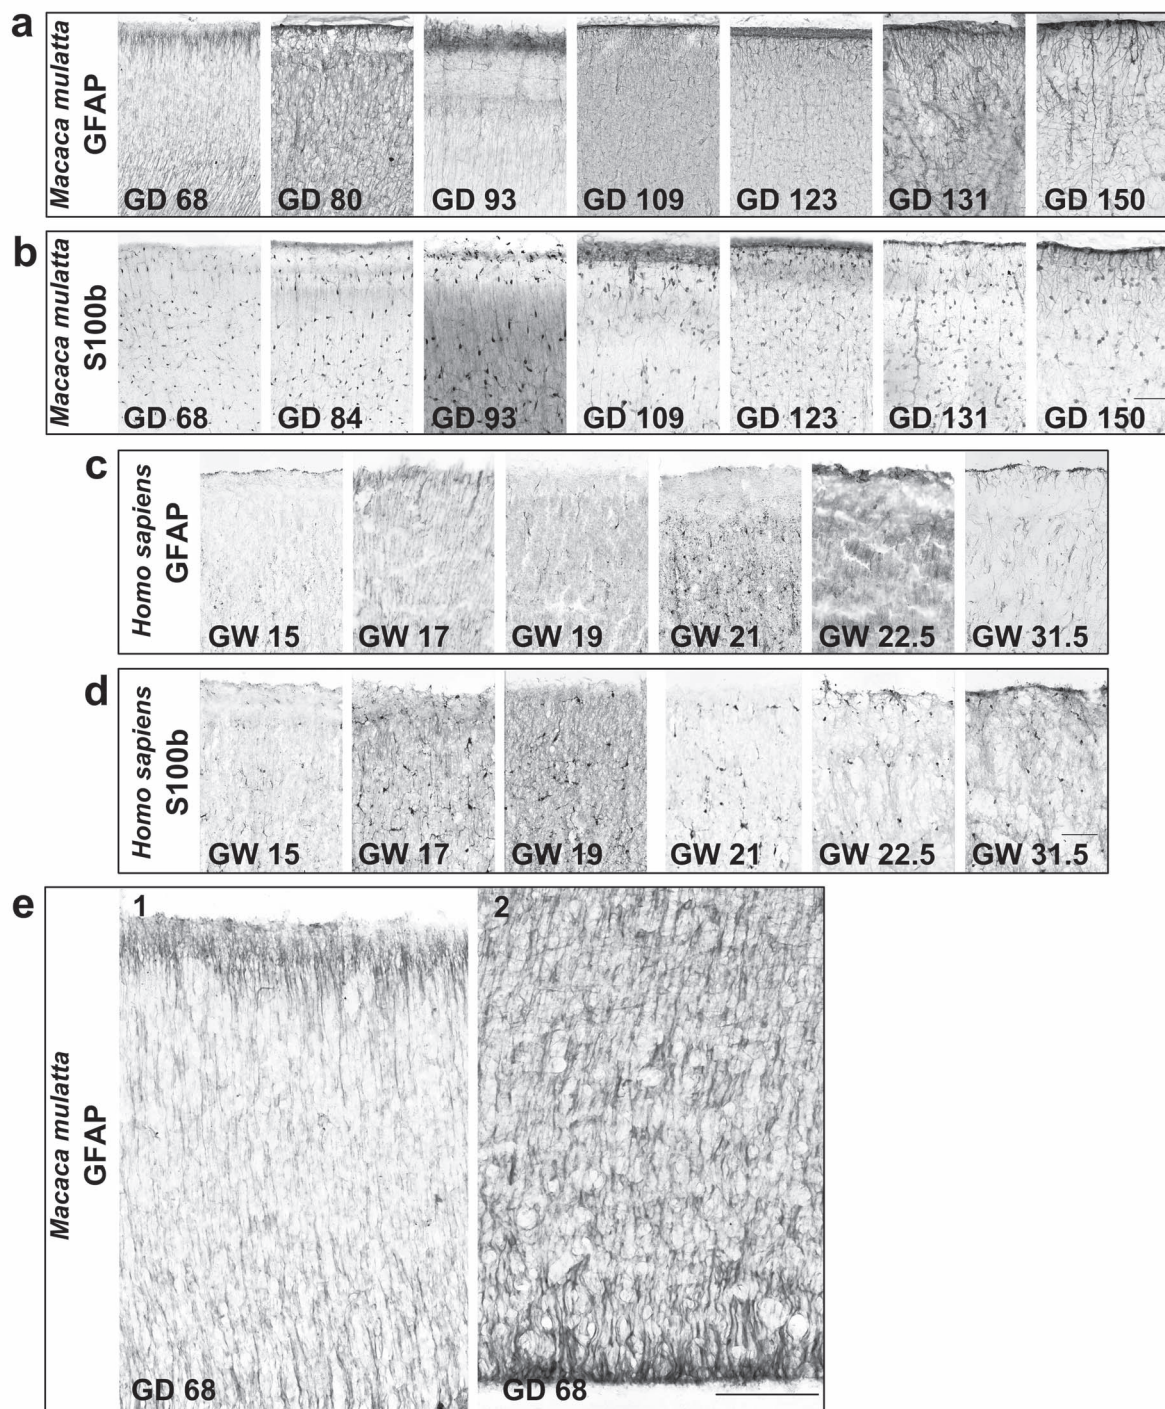 a
Macaca mulatta
GFAP
GD 68
GD 80
GD 93
GD 109
GD 123
GD 131
GD 150
b
Macaca mulatta
S100b
GD 68
GD 84
GD 93
GD 109
GD 123
GD 131
GD 150
c
Homo sapiens
GFAP
GW 15
GW 17
GW 19
GW 21
GW 22.5
GW 31.5
d
Homo sapiens
S100b
GW 15
GW 17
GW 19
GW 21
GW 22.5
GW 31.5
e
Macaca mulatta
GFAP
1
GD 68
2
GD 68